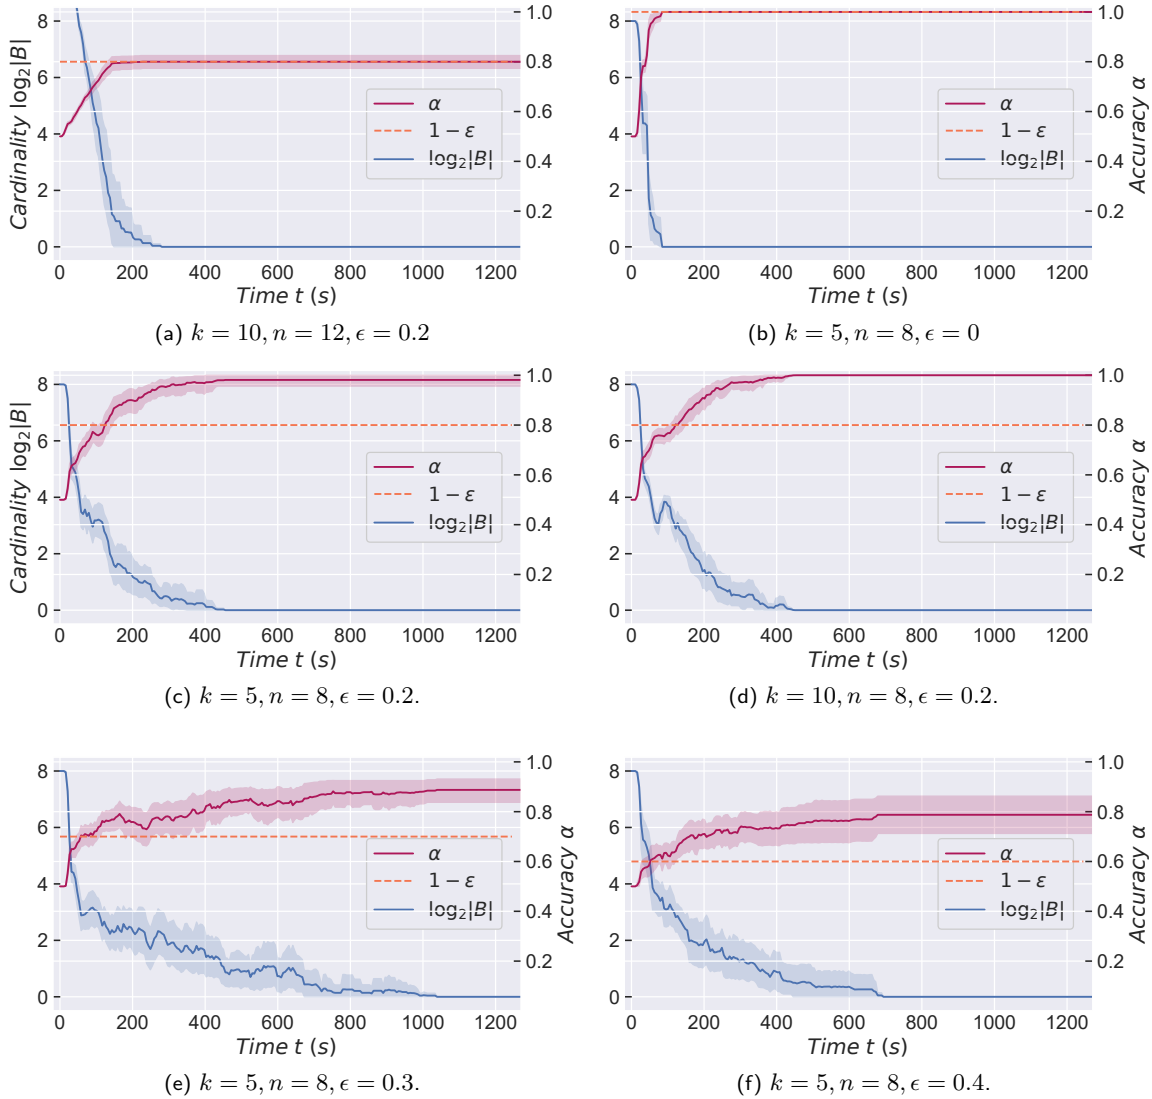 8
6
4
2
0
Cardinality log₂|B|
1.0
0.8
0.6
0.4
0.2
α
1 − ε
log₂|B|
0 200 400 600 800 1000 1200
Time t (s)
(a) k = 10, n = 12, ϵ = 0.2
8
6
4
2
0
1.0
0.8
0.6
0.4
0.2
Accuracy α
α
1 − ε
log₂|B|
0 200 400 600 800 1000 1200
Time t (s)
(b) k = 5, n = 8, ϵ = 0
8
6
4
2
0
Cardinality log₂|B|
1.0
0.8
0.6
0.4
0.2
α
1 − ε
log₂|B|
0 200 400 600 800 1000 1200
Time t (s)
(c) k = 5, n = 8, ϵ = 0.2.
8
6
4
2
0
1.0
0.8
0.6
0.4
0.2
Accuracy α
α
1 − ε
log₂|B|
0 200 400 600 800 1000 1200
Time t (s)
(d) k = 10, n = 8, ϵ = 0.2.
8
6
4
2
0
1.0
0.8
0.6
0.4
0.2
Accuracy α
α
1 − ε
log₂|B|
0 200 400 600 800 1000 1200
Time t (s)
(e) k = 5, n = 8, ϵ = 0.3.
8
6
4
2
0
1.0
0.8
0.6
0.4
0.2
Accuracy α
α
1 − ε
log₂|B|
0 200 400 600 800 1000 1200
Time t (s)
(f) k = 5, n = 8, ϵ = 0.4.